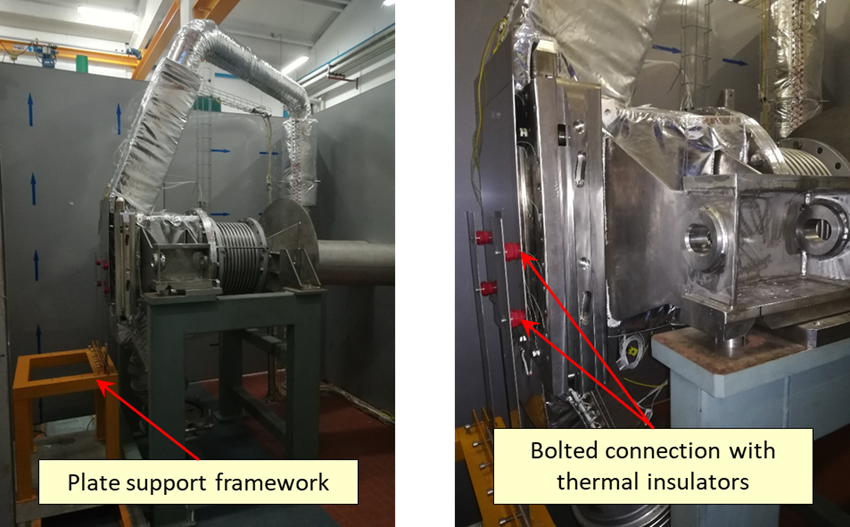 Plate support framework
Bolted connection with
thermal insulators